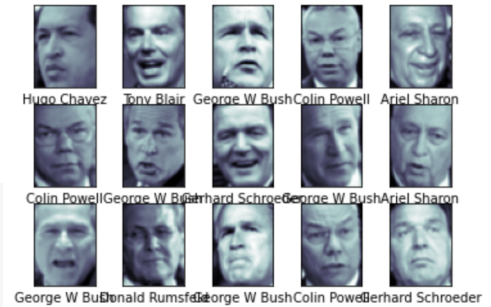 Hugo Chavez Tony Blair George W Bush Colin Powell Ariel Sharon
Colin Powell George W Bush Gerhard Schroeder George W Bush Ariel Sharon
George W Bush Donald Rumsfeld George W Bush Colin Powell Gerhard Schroeder